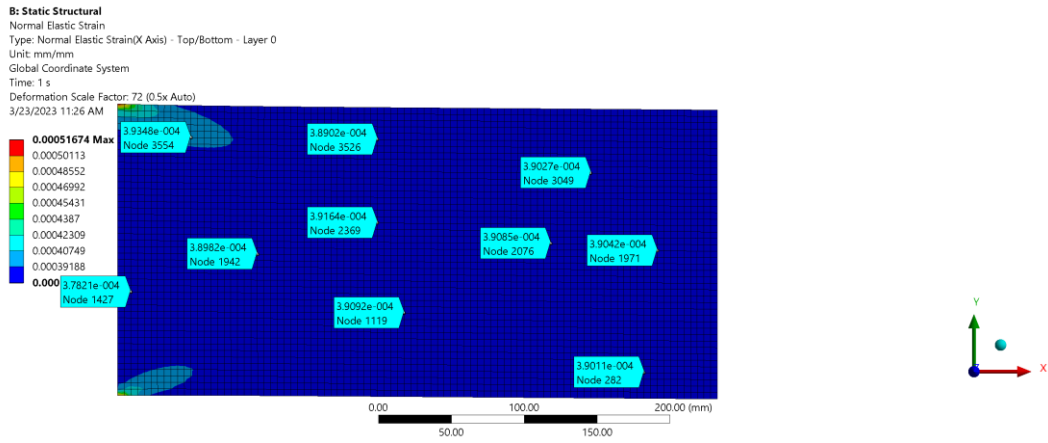 B: Static Structural
Normal Elastic Strain
Type: Normal Elastic Strain(X Axis) - Top/Bottom - Layer 0
Unit: mm/mm
Global Coordinate System
Time: 1 s
Deformation Scale Factor: 72 (0.5x Auto)
3/23/2023 11:26 AM
0.00051674 Max
0.00050113
0.00048552
0.00046992
0.00045431
0.0004387
0.00042309
0.00040749
0.00039188
0.000
3.9348e-004
Node 3554
3.8902e-004
Node 3526
3.9027e-004
Node 3049
3.9164e-004
Node 2369
3.8982e-004
Node 1942
3.9085e-004
Node 2076
3.9042e-004
Node 1971
3.7821e-004
Node 1427
3.9092e-004
Node 1119
3.9011e-004
Node 282
0.00
100.00
200.00 (mm)
50.00
150.00
Y
X